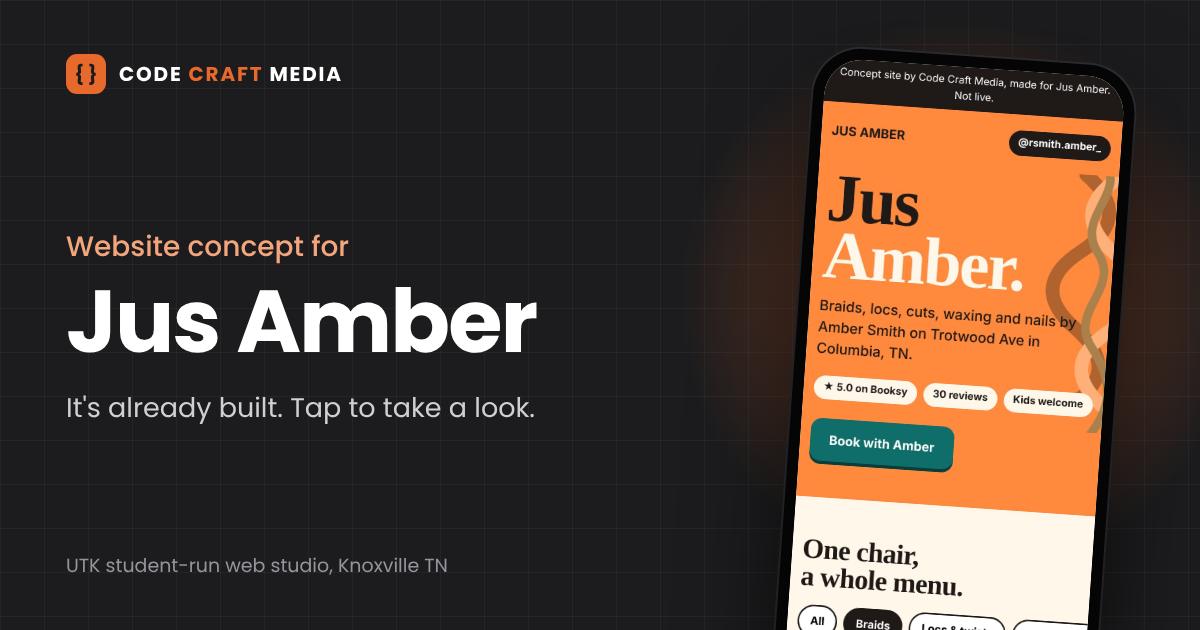 { } CODE CRAFT MEDIA
Website concept for
Jus Amber
It's already built. Tap to take a look.
UTK student-run web studio, Knoxville TN
Concept site by Code Craft Media, made for Jus Amber.
Not live.
JUS AMBER
@rsmith.amber_
Jus
Amber.
Braids, locs, cuts, waxing and nails by
Amber Smith on Trotwood Ave in
Columbia, TN.
★ 5.0 on Booksy
30 reviews
Kids welcome
Book with Amber
One chair,
a whole menu.
All
Braids